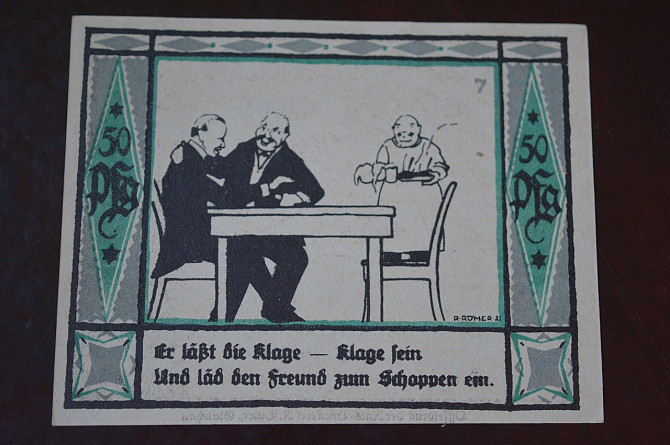 7
50 Pfg
50 Pfg
R. RÖMER. 21
Er läßt die Klage — Klage sein
Und läd den Freund zum Schoppen ein.